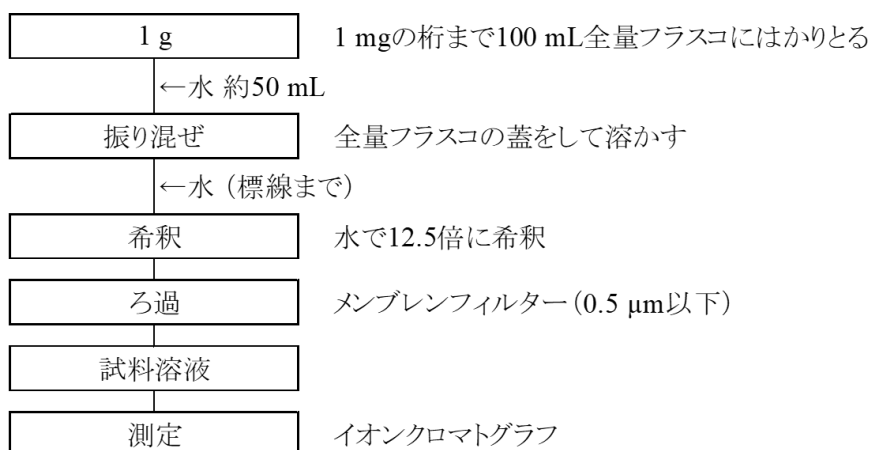 1 g 1 mgの桁まで100 mL全量フラスコにはかりとる
←水 約50 mL
振り混ぜ 全量フラスコの蓋をして溶かす
←水（標線まで）
希釈 水で12.5倍に希釈
ろ過 メンブレンフィルター（0.5 µm以下）
試料溶液
測定 イオンクロマトグラフ